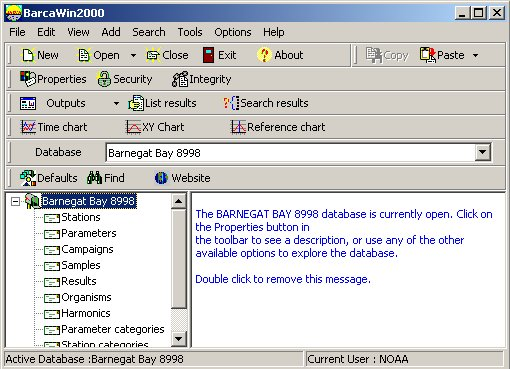 BarcaWin2000
File Edit View Add Search Tools Options Help
New Open Close Exit About Copy Paste
Properties Security Integrity
Outputs List results Search results
Time chart XY Chart Reference chart
Database Barnegat Bay 8998
Defaults Find Website
Barnegat Bay 8998
Stations
Parameters
Campaigns
Samples
Results
Organisms
Harmonics
Parameter categories
Station categories
The BARNEGAT BAY 8998 database is currently open. Click on
the Properties button in
the toolbar to see a description, or use any of the other
available options to explore the database.
Double click to remove this message.
Active Database :Barnegat Bay 8998 Current User : NOAA